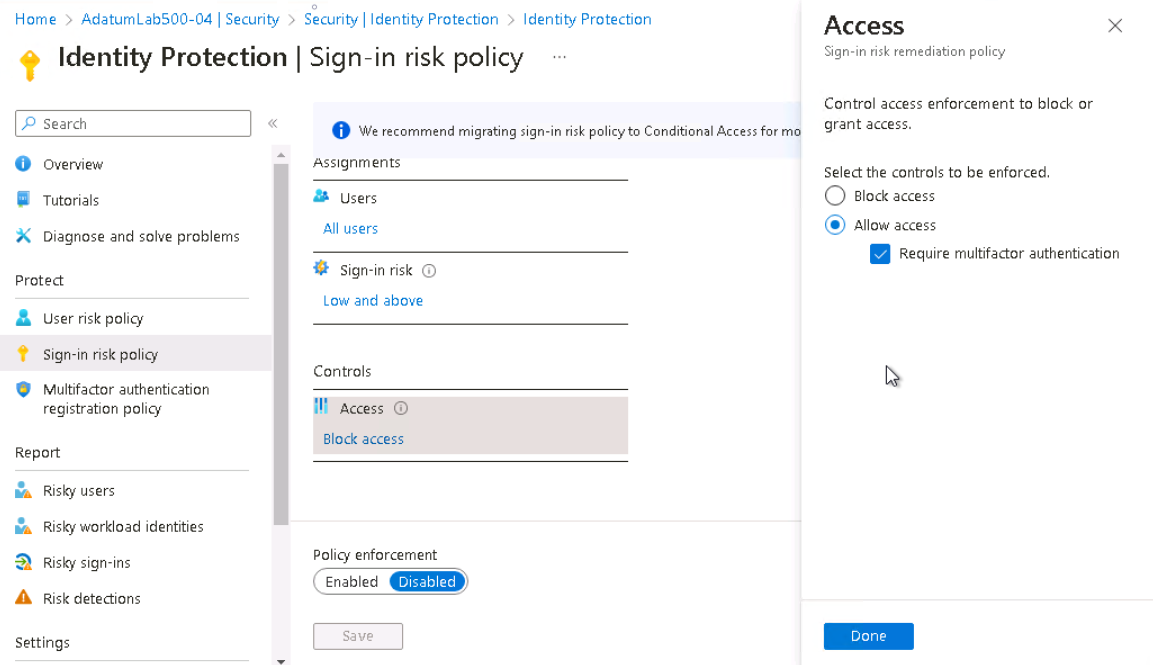 Home > AdatumLab500-04 | Security > Security | Identity Protection > Identity Protection
Identity Protection | Sign-in risk policy ...
Search
«
Overview
Tutorials
Diagnose and solve problems
Protect
User risk policy
Sign-in risk policy
Multifactor authentication
registration policy
Report
Risky users
Risky workload identities
Risky sign-ins
Risk detections
Settings
We recommend migrating sign-in risk policy to Conditional Access for mo
Assignments
Users
All users
Sign-in risk
Low and above
Controls
Access
Block access
Policy enforcement
Enabled Disabled
Save
Access
Sign-in risk remediation policy
Control access enforcement to block or
grant access.
Select the controls to be enforced.
Block access
Allow access
Require multifactor authentication
Done